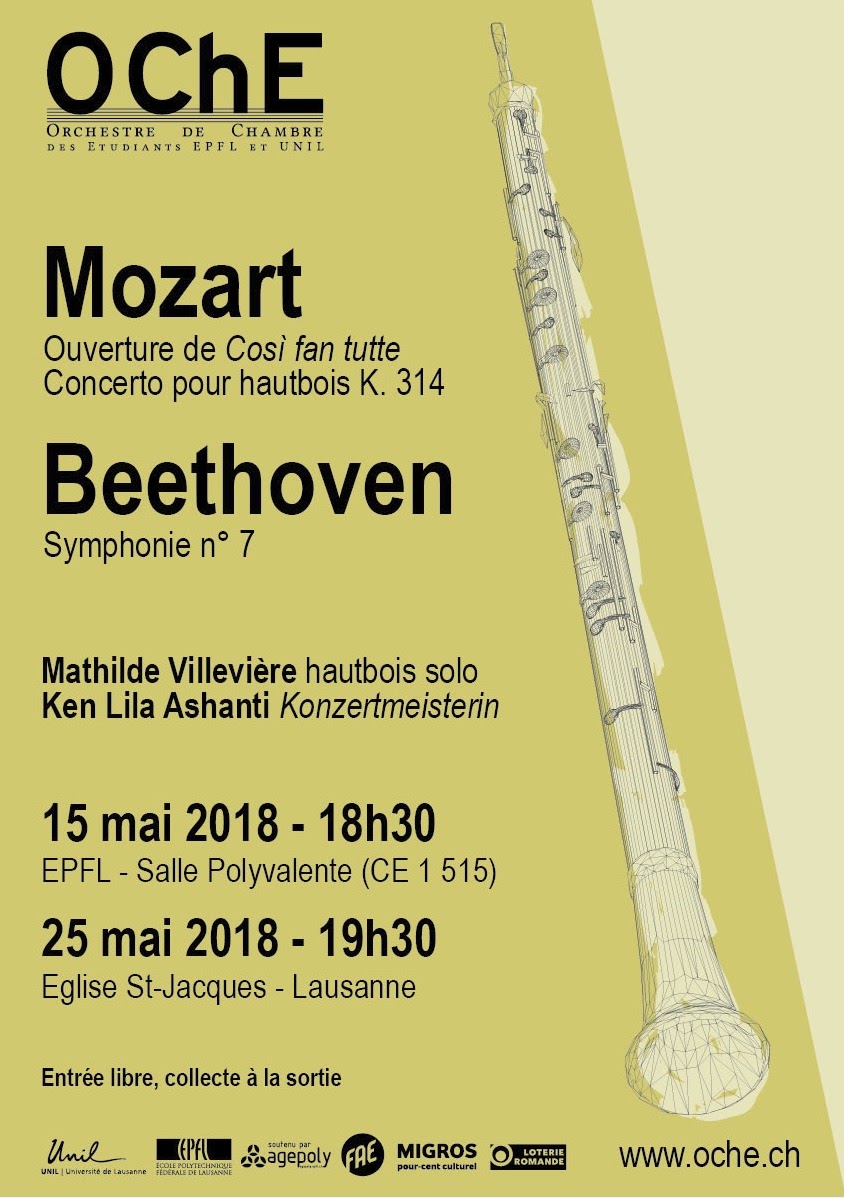 OChE
ORCHESTRE DE CHAMBRE
DES ETUDIANTS EPFL ET UNIL
Mozart
Ouverture de Così fan tutte
Concerto pour hautbois K. 314
Beethoven
Symphonie n° 7
Mathilde Villevière hautbois solo
Ken Lila Ashanti Konzertmeisterin
15 mai 2018 - 18h30
EPFL - Salle Polyvalente (CE 1 515)
25 mai 2018 - 19h30
Eglise St-Jacques - Lausanne
Entrée libre, collecte à la sortie
Unil
UNIL | Université de Lausanne
EPFL
ÉCOLE POLYTECHNIQUE
FÉDÉRALE DE LAUSANNE
soutenu par
agepoly
FAE
MIGROS
pour-cent culturel
LOTERIE
ROMANDE
www.oche.ch